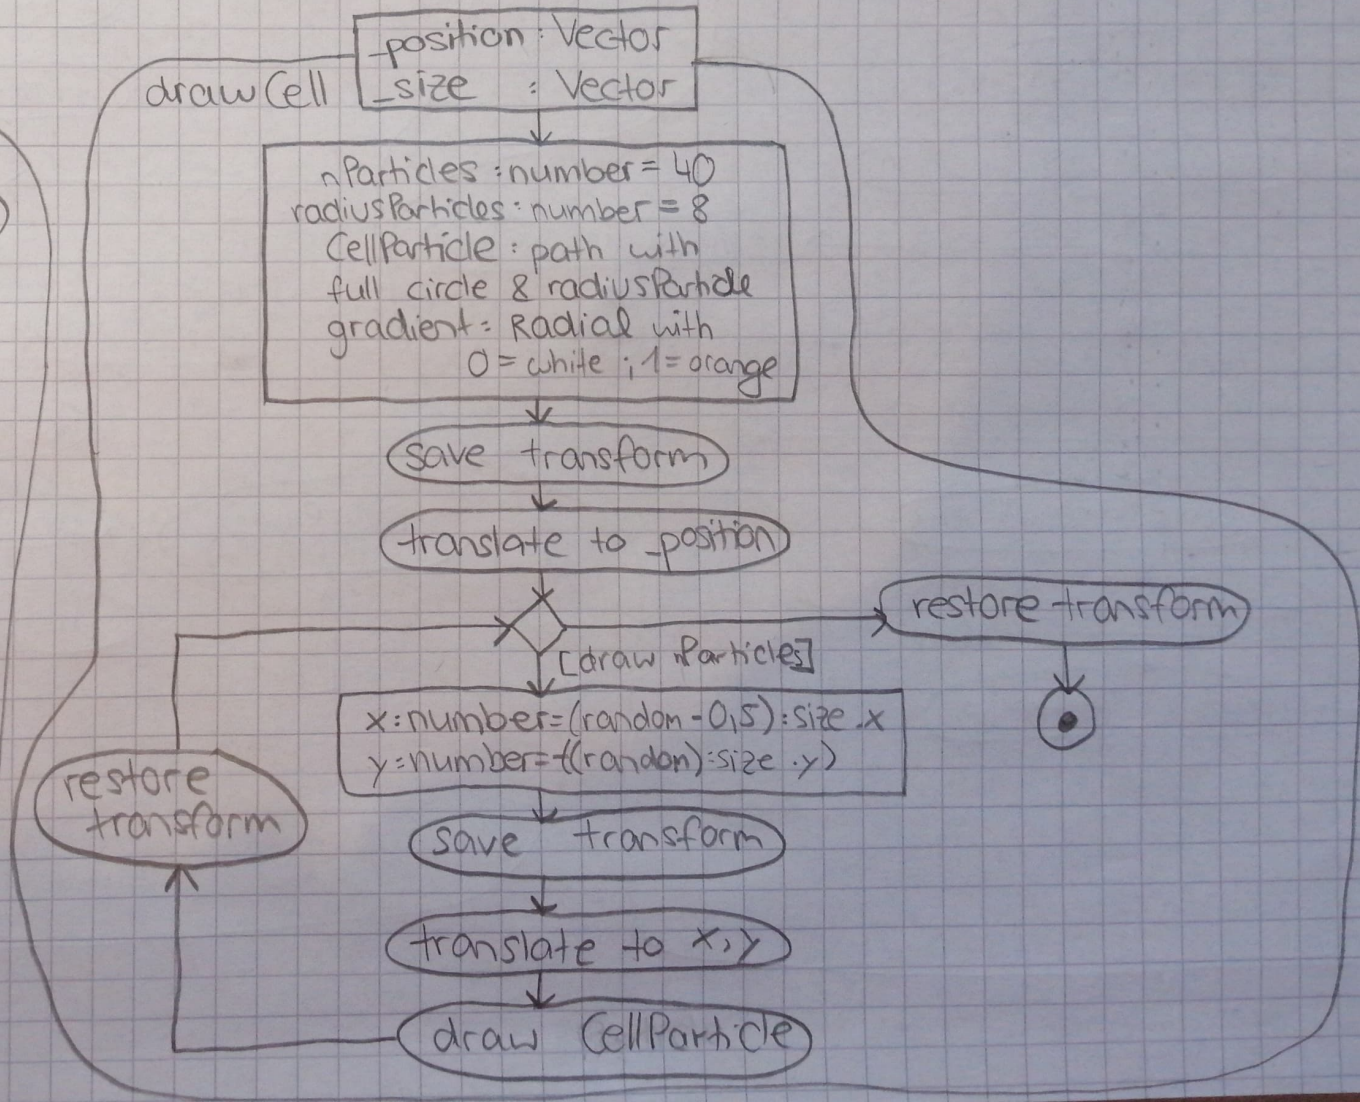 _position : Vector
_size : Vector
drawCell
nParticles : number = 40
radiusParticles : number = 8
CellParticle : path with
full circle & radiusParticle
gradient : Radial with
0 = white ; 1 = orange
save transform
translate to _position
restore transform
[draw nParticles]
x : number = (random - 0,5) : size . x
y : number = -((random) : size . y)
restore
transform
save transform
translate to x, y
draw CellParticle